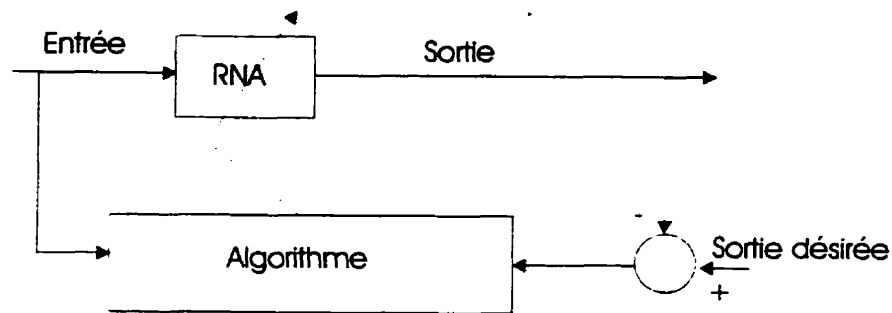 Entrée
RNA
Sortie
Algorithme
-
Sortie désirée
+